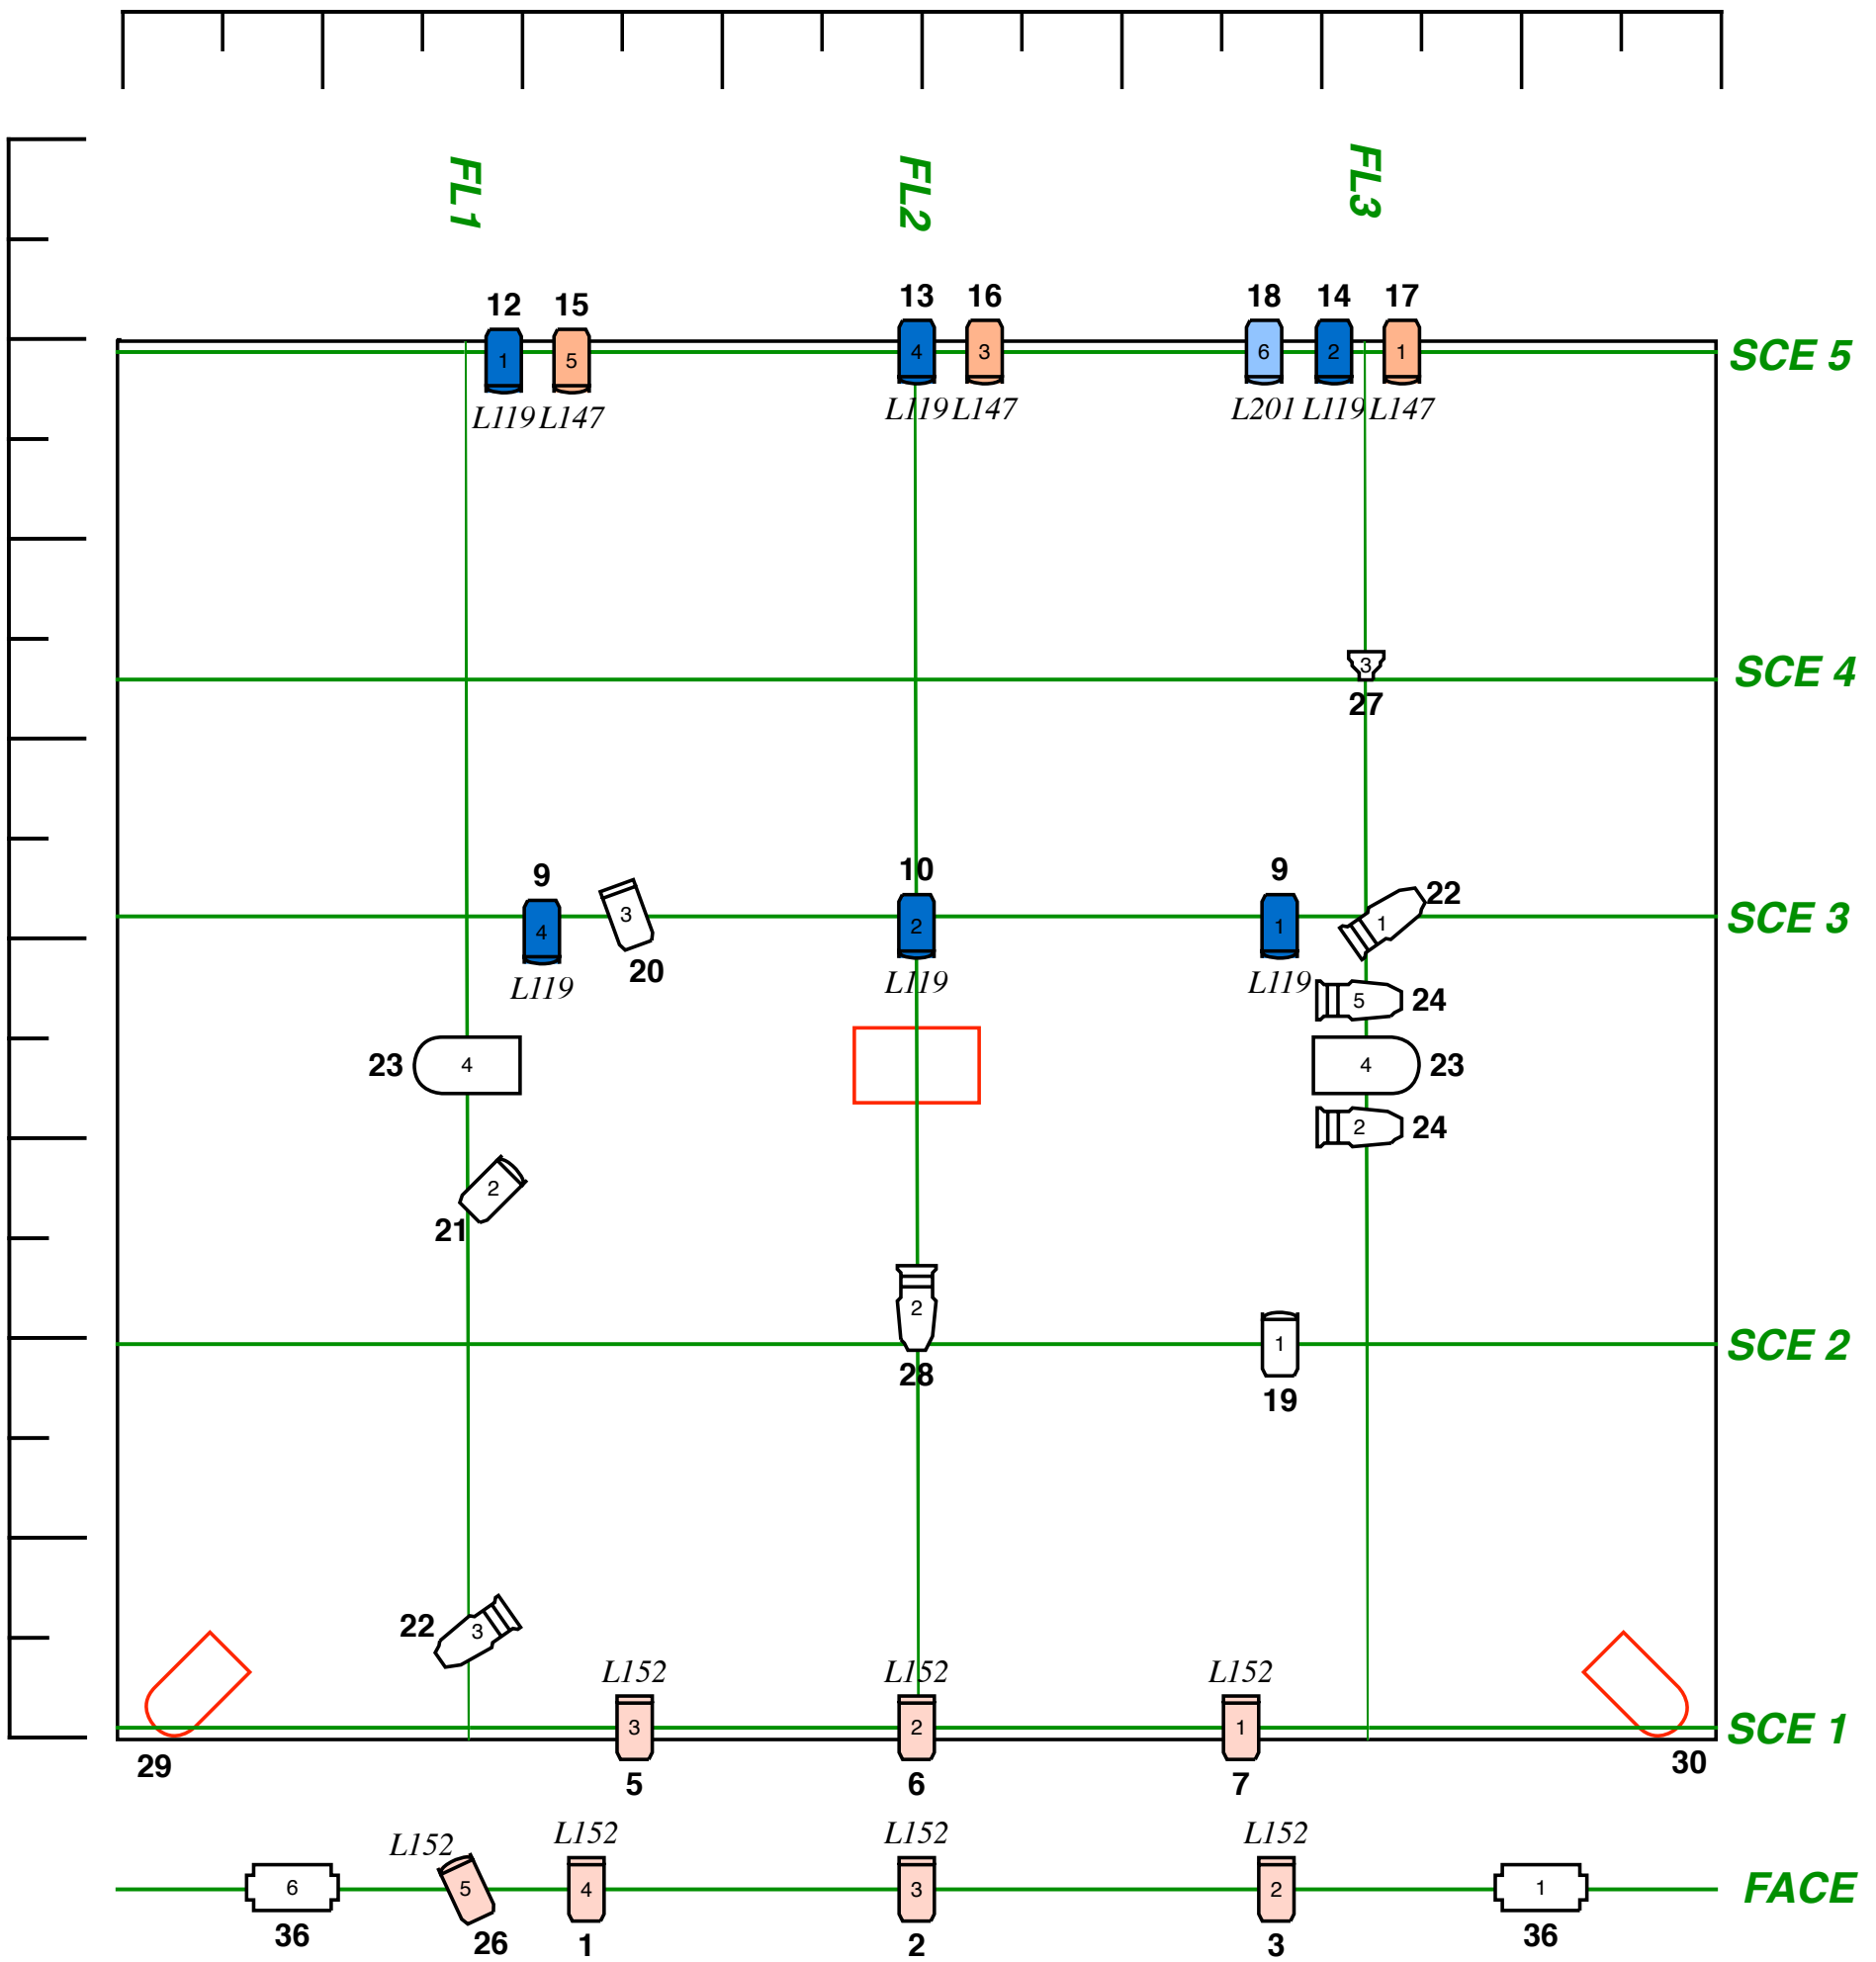 FL1 FL2 FL3
12 15 13 16 18 14 17
1 5 4 3 6 2 1 SCE 5
L119 L147 L119 L147 L201 L119 L147
3 SCE 4
27
9 10 9 22
4 3 2 1 1 SCE 3
L119 20 L119 L119
5 24
23 4 4 23
2 24
2
21
2
1 SCE 2
28 19
22 3
L152 L152 L152
3 2 1 SCE 1
29 5 6 7 30
L152 L152 L152 L152
6 5 4 3 2 1 FACE
36 26 1 2 3 36